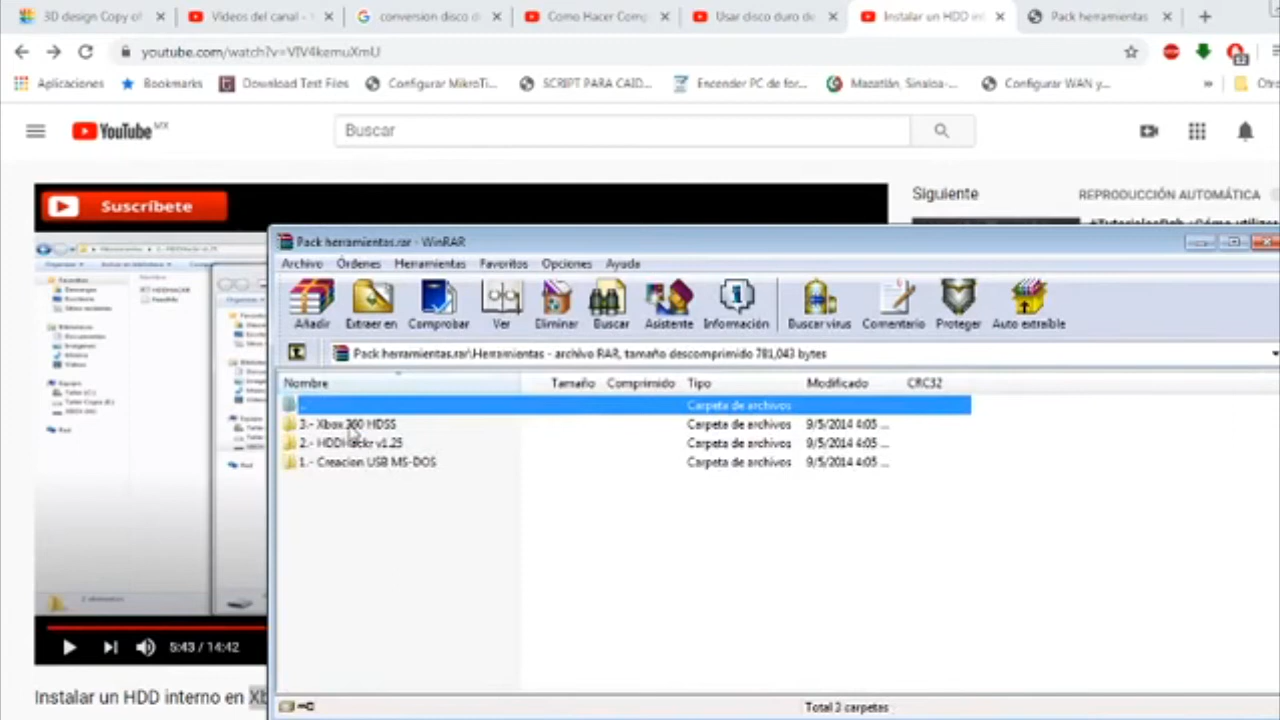 3D design Copy of
Videos del canal -
conversion disco d
Como Hacer Comp
Usar disco duro de
Instalar un HDD in
Pack herramientas
youtube.com/watch?v=VIV4kemuXmU
Aplicaciones
Bookmarks
Download Test Files
Configurar MikroTi...
SCRIPT PARA CAID...
Encender PC de for...
Mazatlán, Sinaloa-...
Configurar WAN y...
»
Otro
YouTube MX
Buscar
Siguiente
REPRODUCCIÓN AUTOMÁTICA
Suscríbete
Pack herramientas.rar - WinRAR
Archivo Órdenes Herramientas Favoritos Opciones Ayuda
Añadir Extraer en Comprobar Ver Eliminar Buscar Asistente Información Buscar virus Comentario Proteger Auto extraíble
Pack herramientas.rar\Herramientas - archivo RAR, tamaño descomprimido 781,043 bytes
Nombre Tamaño Comprimido Tipo Modificado CRC32
.. Carpeta de archivos
3.- Xbox 360 HDSS Carpeta de archivos 9/5/2014 4:05 ...
2.- HDDHackr v1.25 Carpeta de archivos 9/5/2014 4:05 ...
1.- Creacion USB MS-DOS Carpeta de archivos 9/5/2014 4:05 ...
5:43 / 14:42
Instalar un HDD interno en Xb
Total 3 carpetas